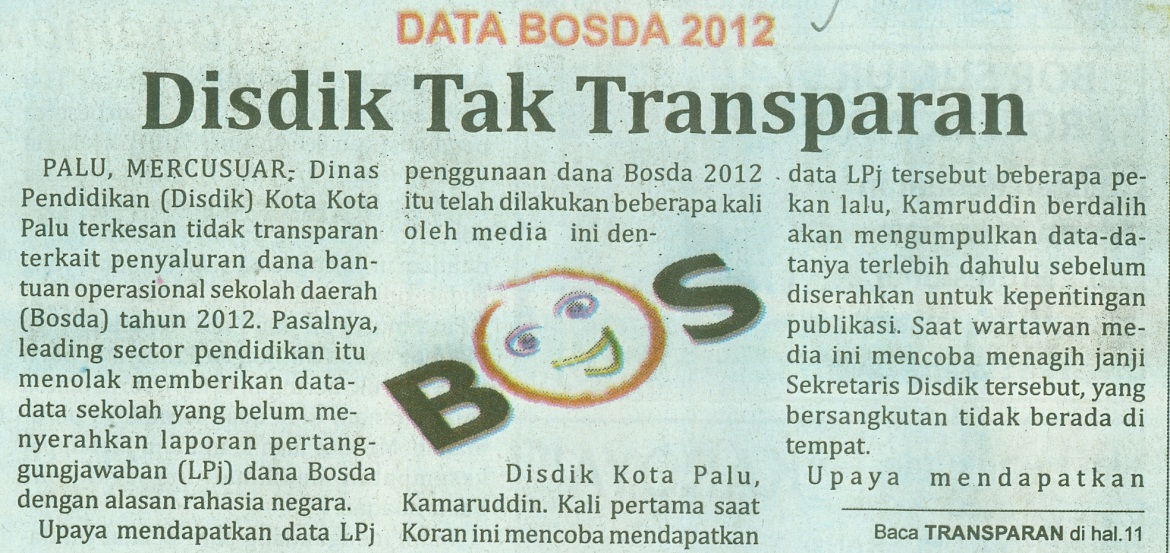 DATA BOSDA 2012
Disdik Tak Transparan
PALU, MERCUSUAR- Dinas
Pendidikan (Disdik) Kota Kota
Palu terkesan tidak transparan
terkait penyaluran dana ban-
tuan operasional sekolah daerah
(Bosda) tahun 2012. Pasalnya,
leading sector pendidikan itu
menolak memberikan data-
data sekolah yang belum me-
nyerahkan laporan pertang-
gungjawaban (LPj) dana Bosda
dengan alasan rahasia negara.
Upaya mendapatkan data LPj
penggunaan dana Bosda 2012
itu telah dilakukan beberapa kali
oleh media ini den-
BOS
Disdik Kota Palu,
Kamaruddin. Kali pertama saat
Koran ini mencoba mendapatkan
data LPj tersebut beberapa pe-
kan lalu, Kamruddin berdalih
akan mengumpulkan data-da-
tanya terlebih dahulu sebelum
diserahkan untuk kepentingan
publikasi. Saat wartawan me-
dia ini mencoba menagih janji
Sekretaris Disdik tersebut, yang
bersangkutan tidak berada di
tempat.
Upaya mendapatkan
Baca TRANSPARAN di hal.11